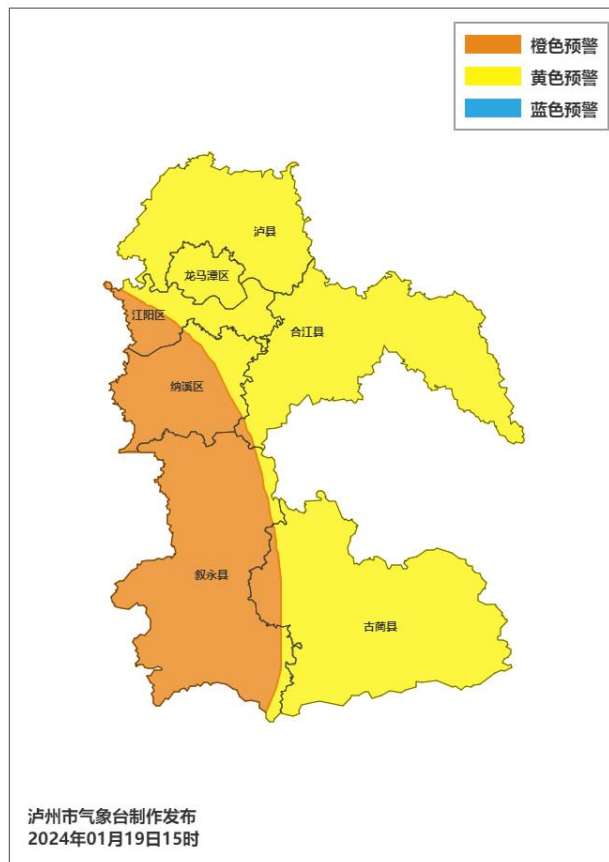 橙色预警
黄色预警
蓝色预警
泸县
龙马潭区
江阳区
合江县
纳溪区
叙永县
古蔺县
泸州市气象台制作发布
2024年01月19日15时